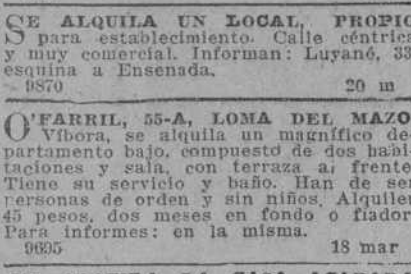 SE ALQUILA UN LOCAL, PROPIO
para establecimiento. Calle céntrica
y muy comercial. Informan: Luyanó, 33
esquina a Ensenada.
9870 20 m
O'FARRIL, 55-A, LOMA DEL MAZO
Víbora, se alquila un magnífico de-
partamento bajo, compuesto de dos habi-
taciones y sala, con terraza al frente
Tiene su servicio y baño. Han de ser
personas de orden y sin niños. Alquiler
45 pesos, dos meses en fondo o fiador
Para informes: en la misma.
9695 18 mar